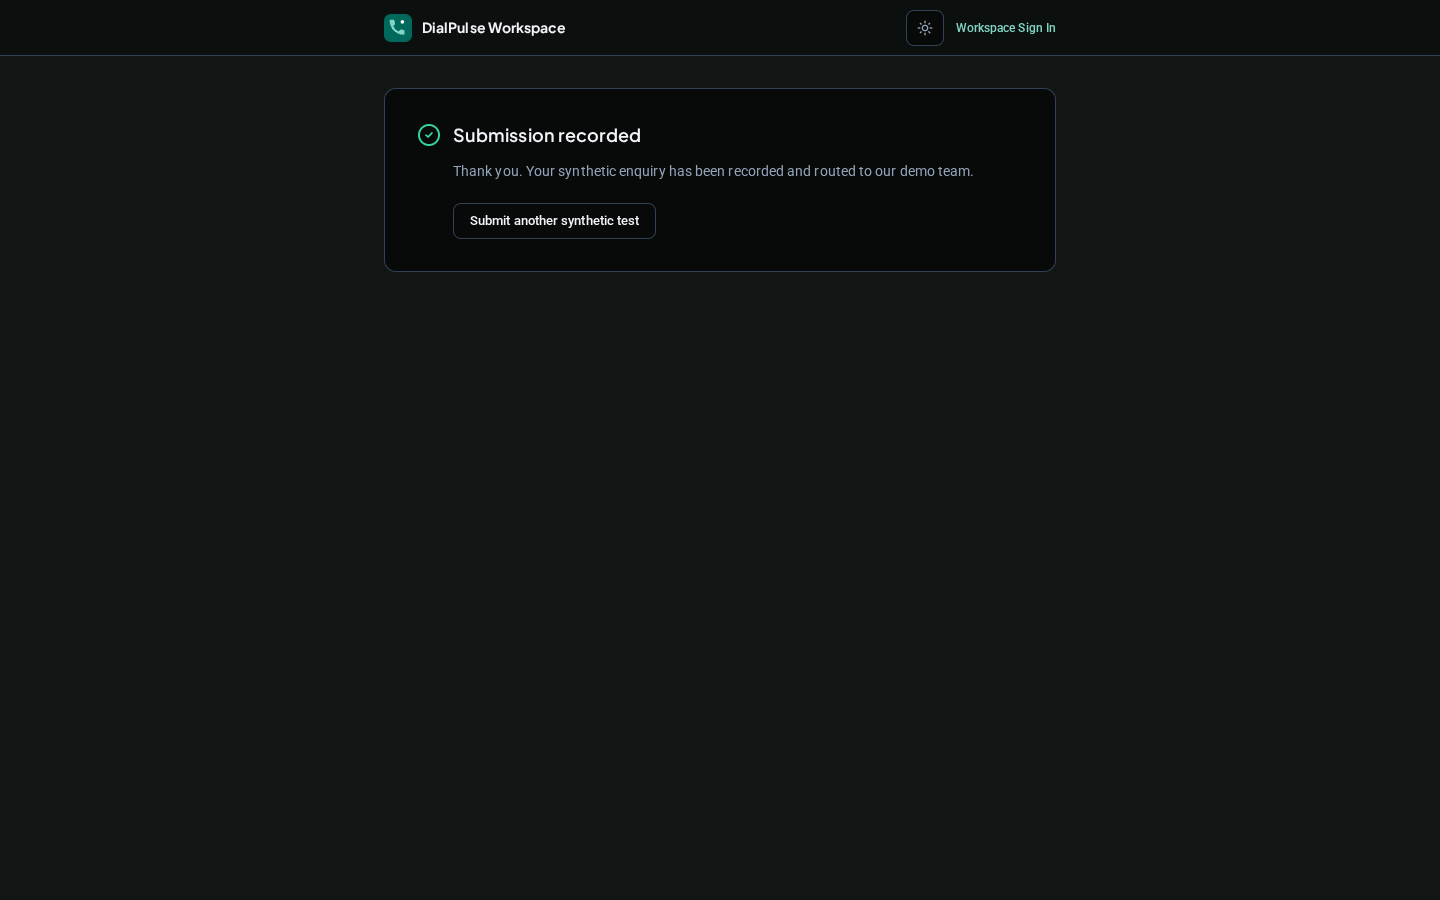 DialPulse Workspace
Workspace Sign In
Submission recorded
Thank you. Your synthetic enquiry has been recorded and routed to our demo team.
Submit another synthetic test